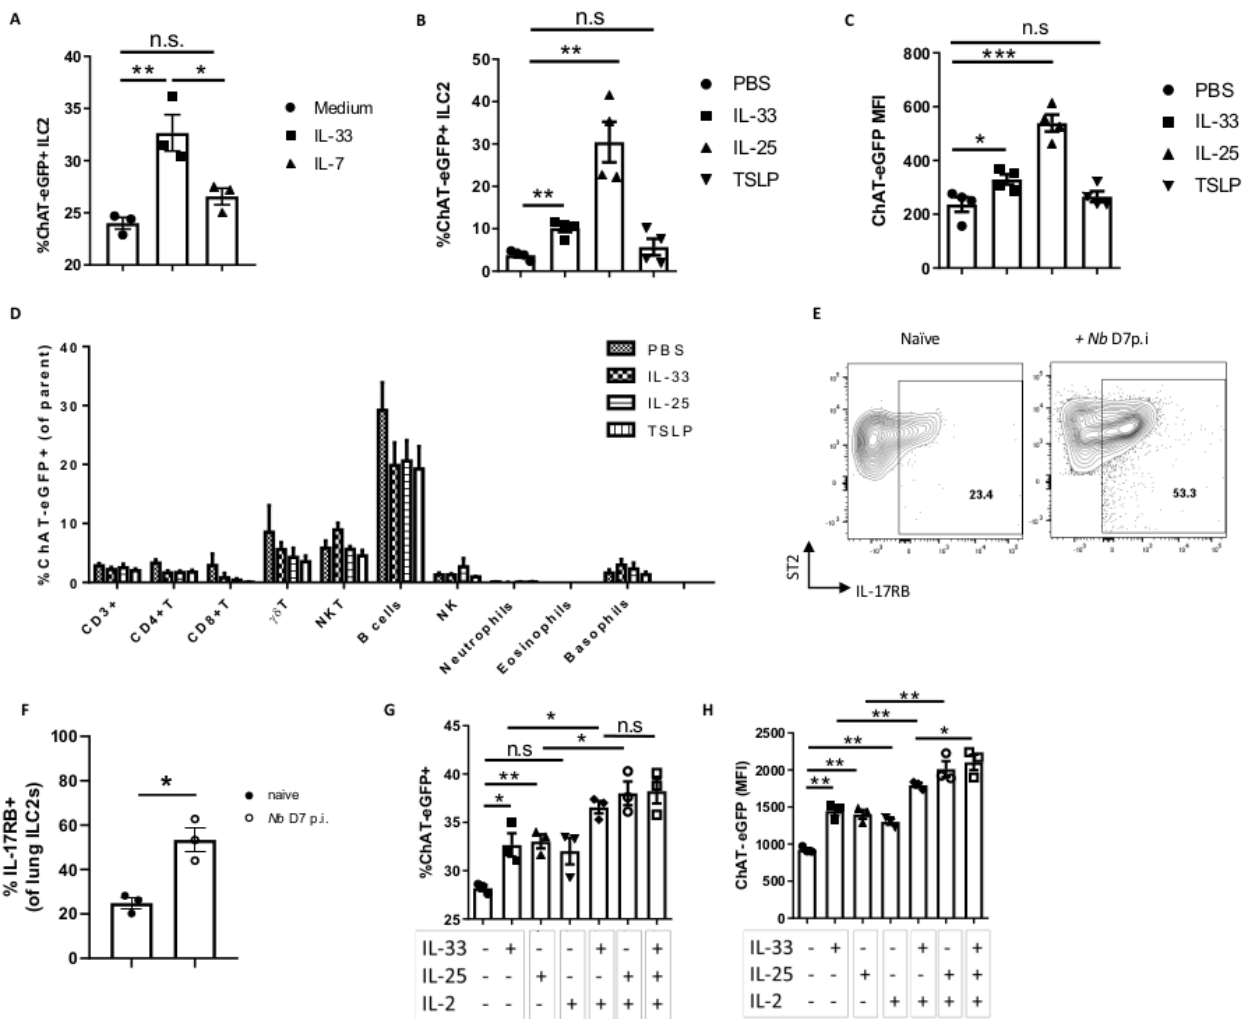 A
n.s.
** *
40
35
30
25
20
%ChAT-eGFP+ ILC2
Medium
IL-33
IL-7
B
n.s
**
**
50
40
30
20
10
0
%ChAT-eGFP+ ILC2
PBS
IL-33
IL-25
TSLP
C
n.s
***
*
800
600
400
200
0
ChAT-eGFP MFI
PBS
IL-33
IL-25
TSLP
D
40
30
20
10
0
%ChAT-eGFP+ (of parent)
PBS
IL-33
IL-25
TSLP
CD3+
CD4+T
CD8+T
γδT
NKT
B cells
NK
Neutrophils
Eosinophils
Basophils
E
Naïve
+ Nb D7p.i
23.4
53.3
ST2
IL-17RB
F
100
80
60
40
20
0
% IL-17RB+
(of lung ILC2s)
*
naive
Nb D7 p.i.
G
*
n.s
n.s
*
**
*
45
40
35
30
25
%ChAT-eGFP+
IL-33 - + - - + - +
IL-25 - - + - - + +
IL-2 - - - + + + +
H
**
**
**
*
**
**
2500
2000
1500
1000
500
0
ChAT-eGFP (MFI)
IL-33 - + - - + - +
IL-25 - - + - - + +
IL-2 - - - + + + +